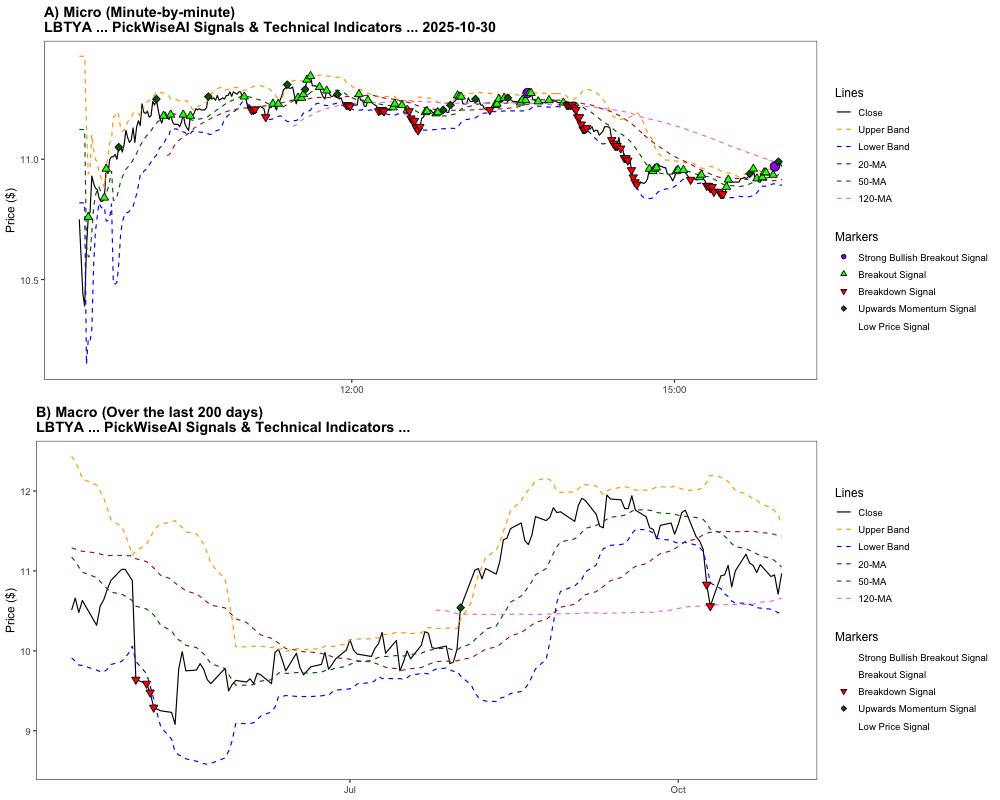 A) Micro (Minute-by-minute)
LBTYA ... PickWiseAI Signals & Technical Indicators ... 2025-10-30
Price ($)
11.0
10.5
12:00
15:00
Lines
Close
Upper Band
Lower Band
20-MA
50-MA
120-MA
Markers
Strong Bullish Breakout Signal
Breakout Signal
Breakdown Signal
Upwards Momentum Signal
Low Price Signal
B) Macro (Over the last 200 days)
LBTYA ... PickWiseAI Signals & Technical Indicators ...
Price ($)
12
11
10
9
Jul
Oct
Lines
Close
Upper Band
Lower Band
20-MA
50-MA
120-MA
Markers
Strong Bullish Breakout Signal
Breakout Signal
Breakdown Signal
Upwards Momentum Signal
Low Price Signal